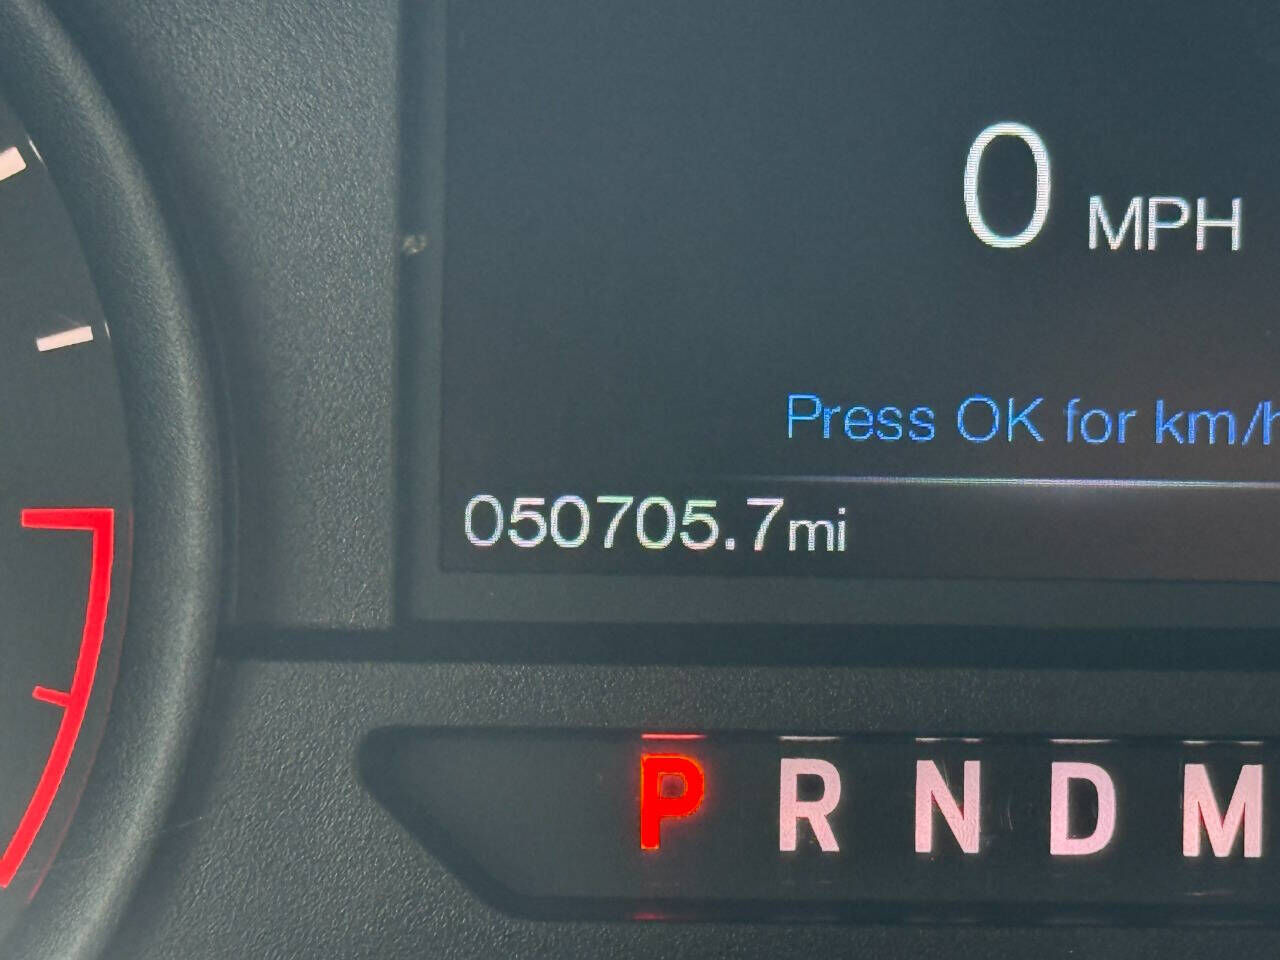 0 MPH
Press OK for km/h
050705.7mi
P R N D M